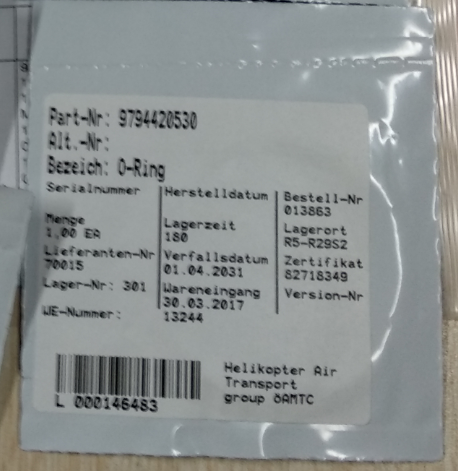 Part-Nr: 9794420530
Alt.-Nr:
Bezeich: O-Ring
Serialnummer
Menge
1,00 EA
Lieferanten-Nr
70015
Lager-Nr: 301
WE-Nummer:
Herstelldatum
Lagerzeit
180
Verfallsdatum
01.04.2031
Wareneingang
30.03.2017
13244
Bestell-Nr
013863
Lagerort
R5-R29S2
Zertifikat
82718349
Version-Nr
L 000146483
Helikopter Air
Transport
group ÖAMTC